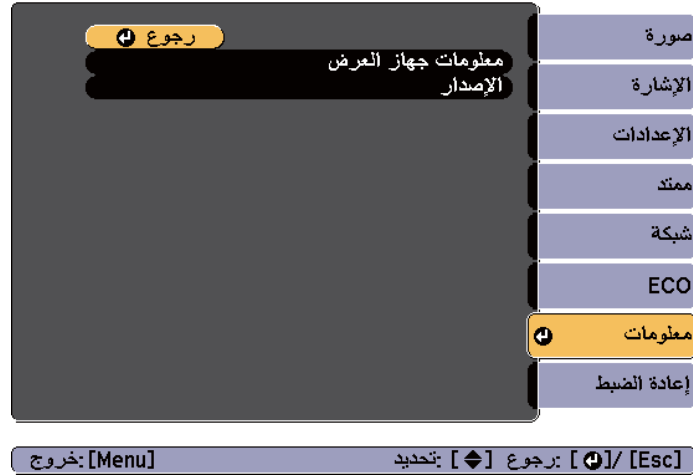 صورة
الإشارة
الإعدادات
ممتد
شبكة
ECO
معلومات
إعادة الضبط
رجوع
معلومات جهاز العرض
الإصدار
[Esc] /[ ] :رجوع [ ] :تحديد [Menu] :خروج